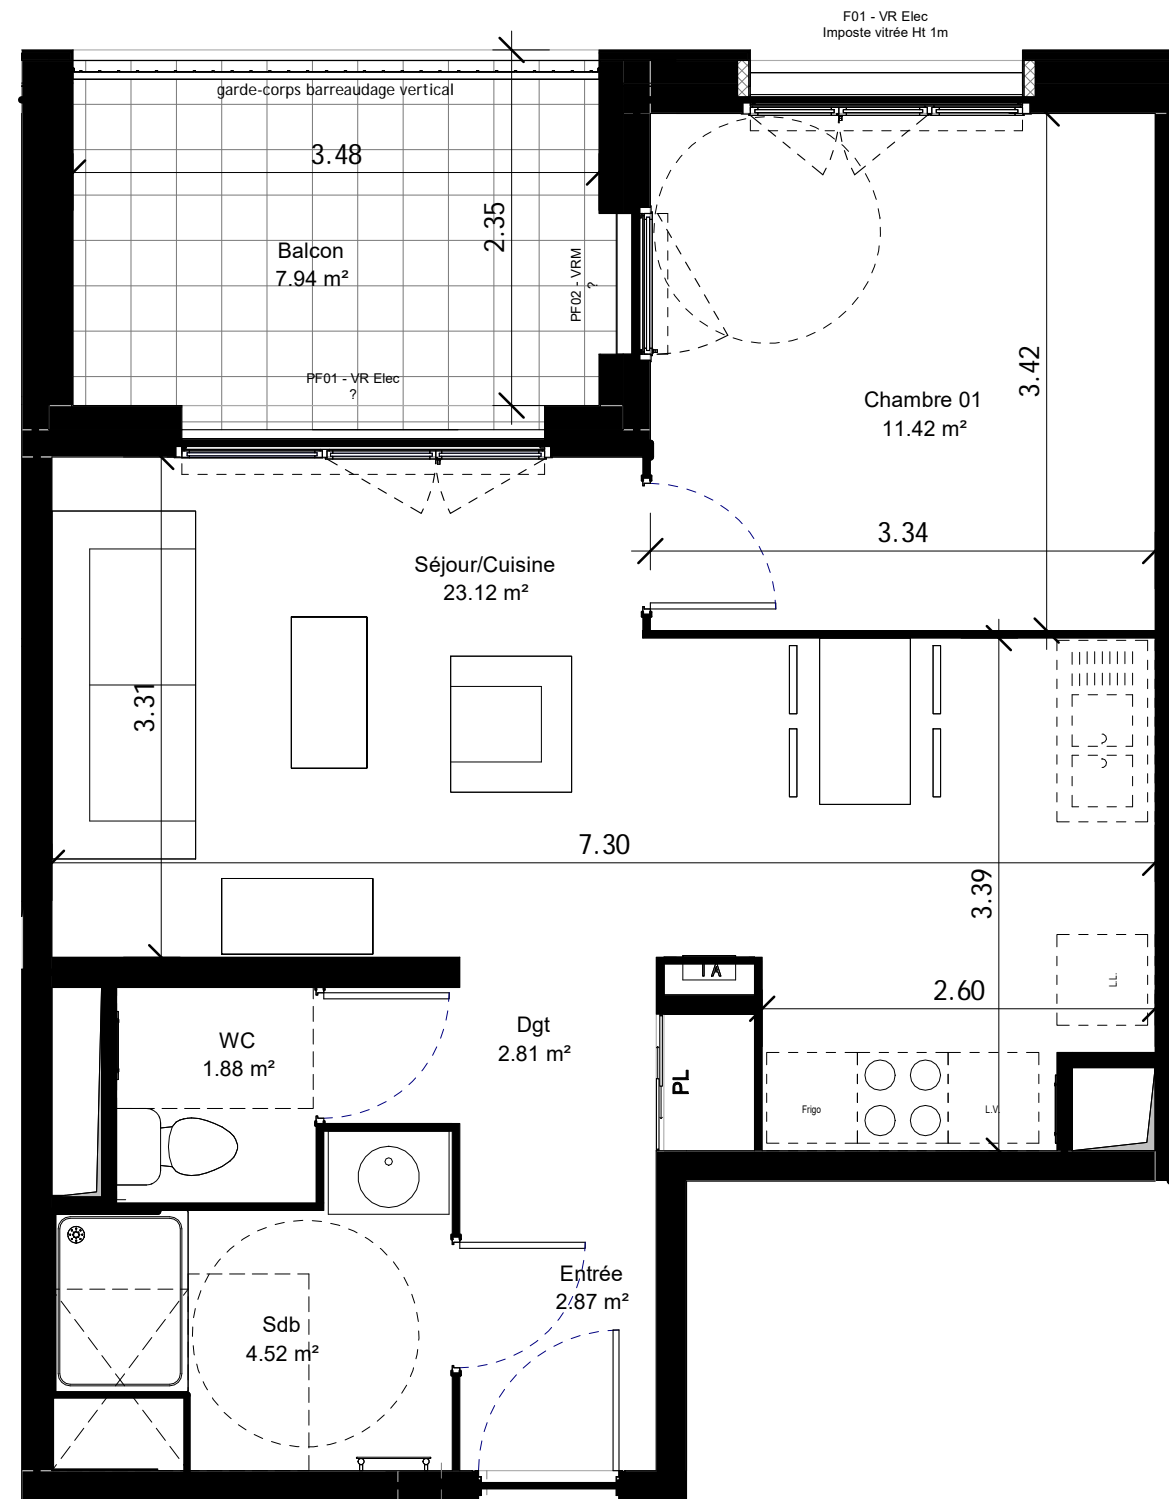 F01 - VR Elec
Imposte vitrée Ht 1m
garde-corps barreaudage vertical
3.48
2.35
Balcon
7.94 m²
PF02 - VRM
?
PF01 - VR Elec
?
3.42
Chambre 01
11.42 m²
3.34
Séjour/Cuisine
23.12 m²
3.31
7.30
3.39
TA
2.60
L.L.
WC
1.88 m²
Dgt
2.81 m²
PL
Frigo
L.V.
Entrée
2.87 m²
Sdb
4.52 m²